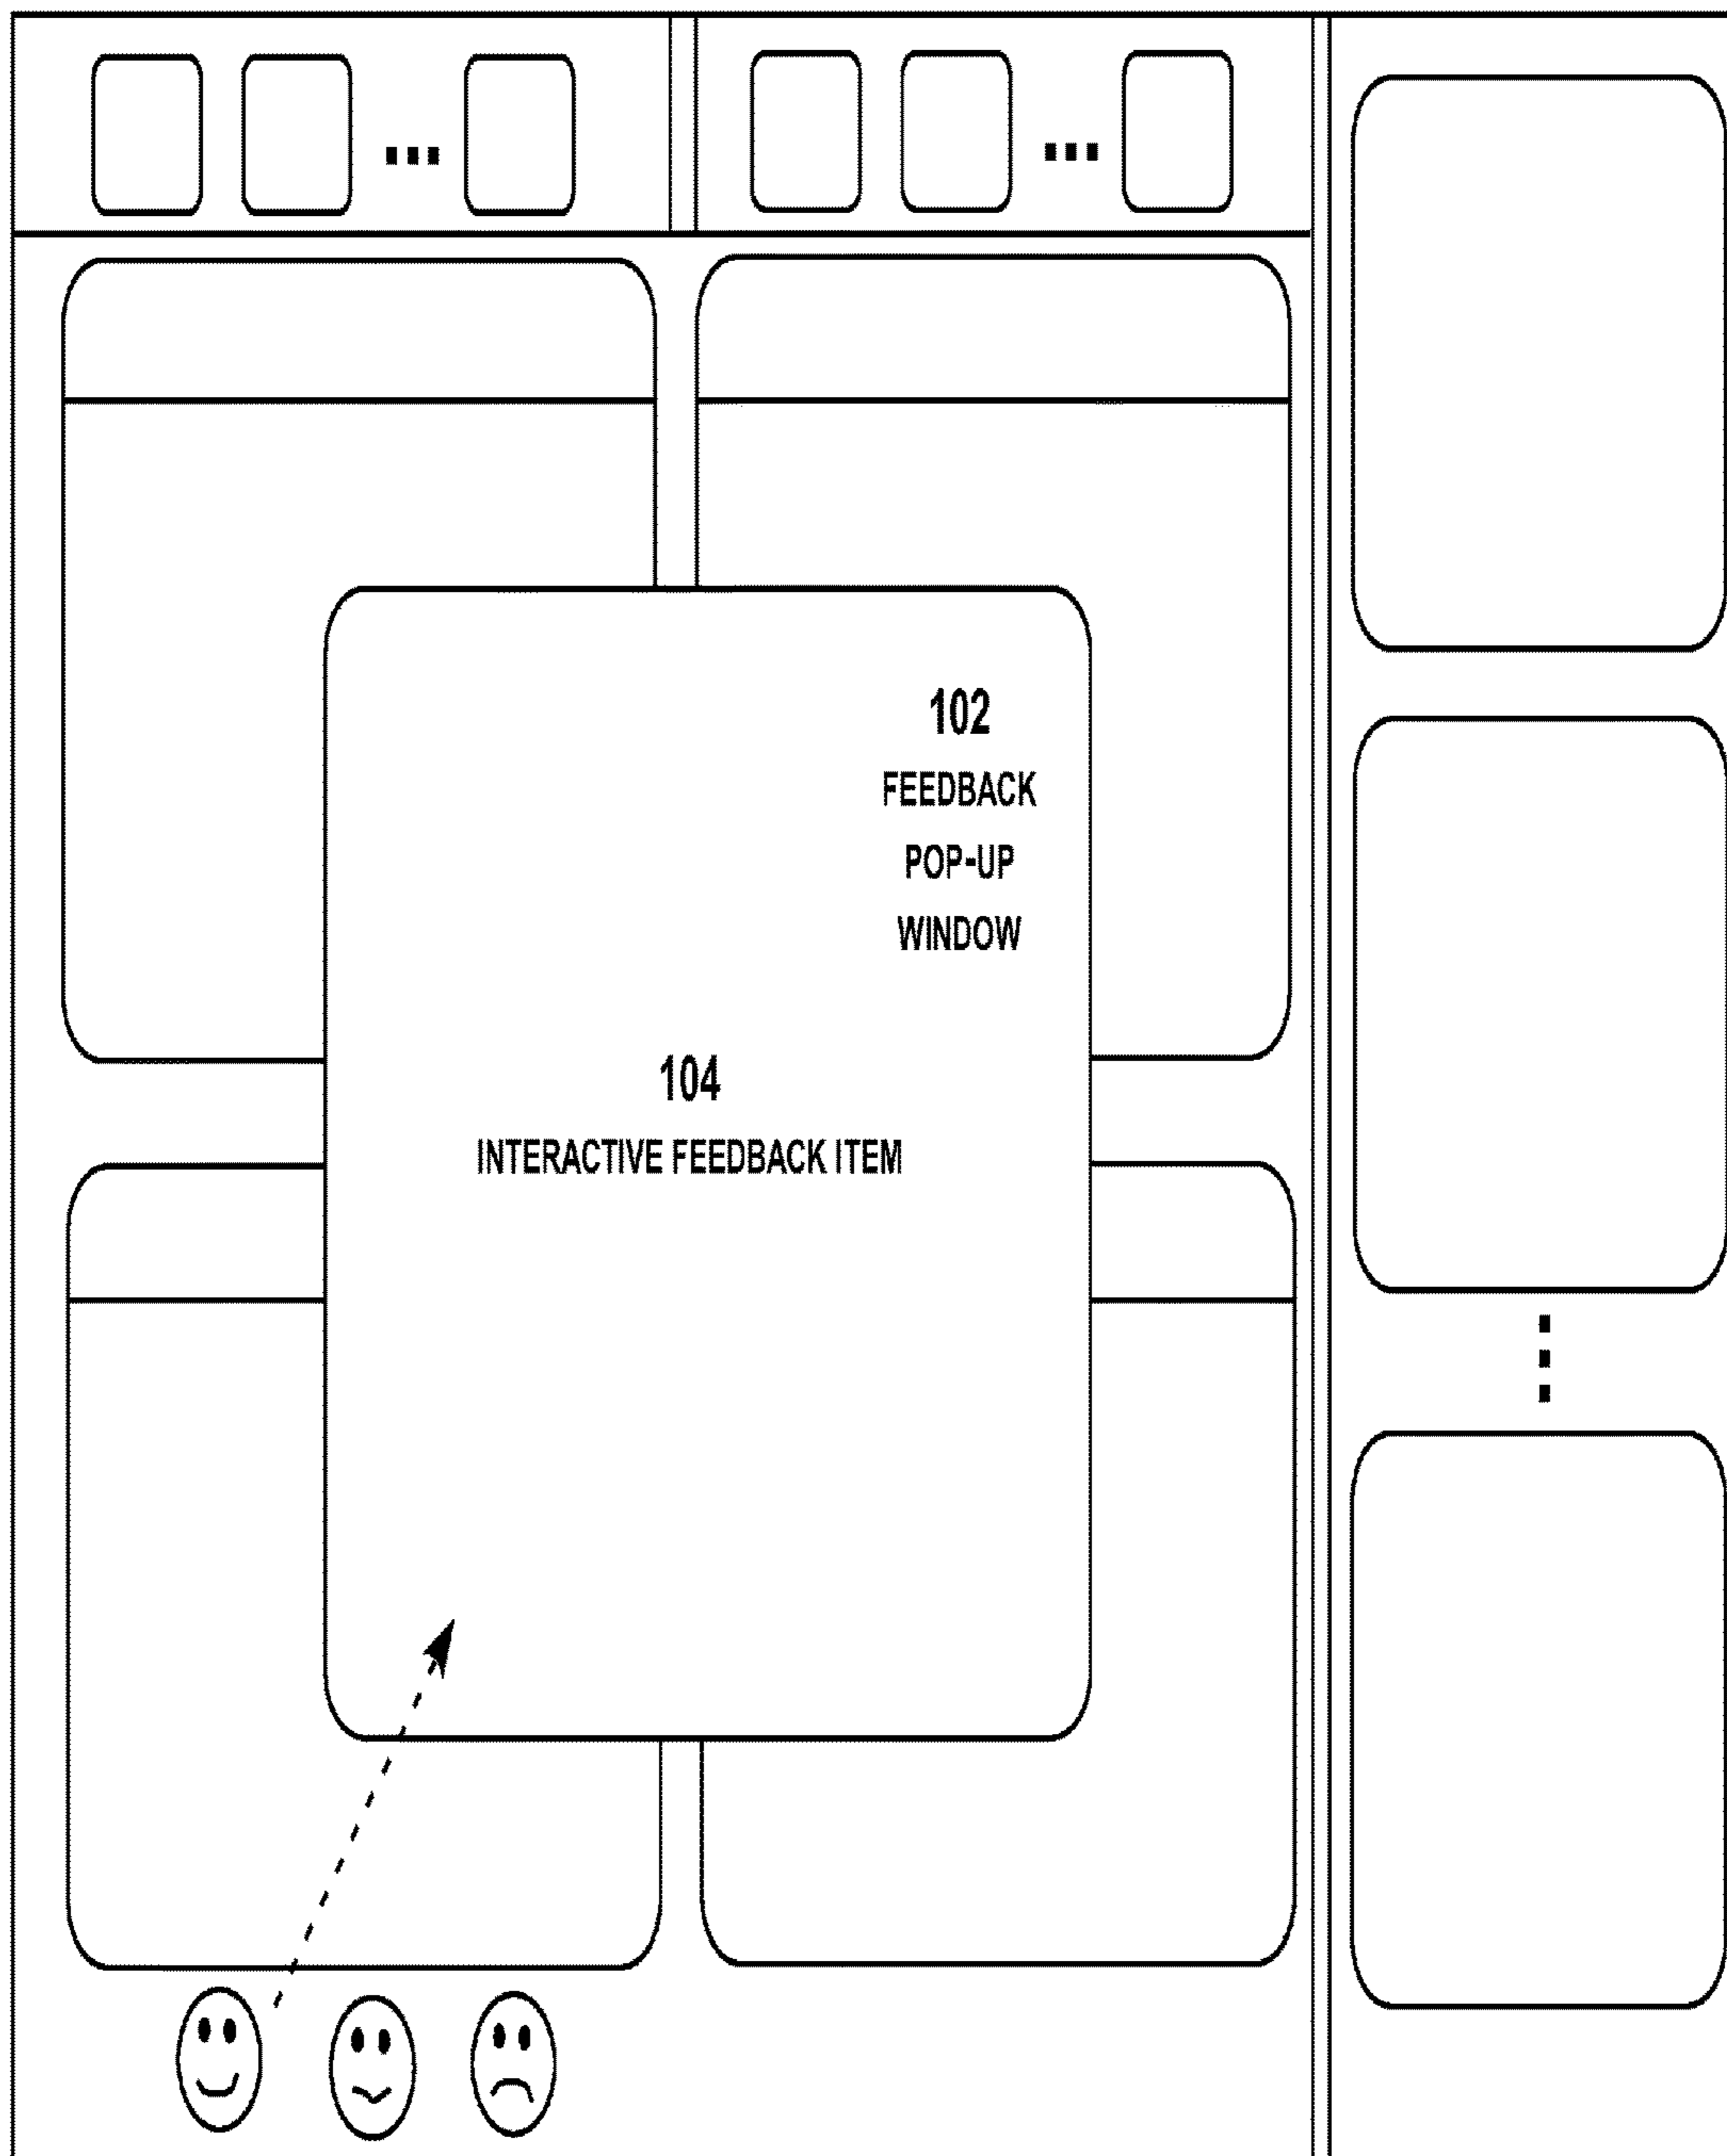 102
FEEDBACK
POP-UP
WINDOW
104
INTERACTIVE FEEDBACK ITEM